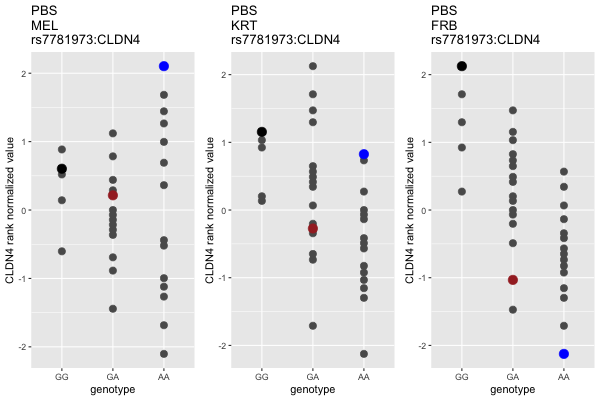 PBS
MEL
rs7781973:CLDN4
CLDN4 rank normalized value
2
1
0
-1
-2
GG GA AA
genotype
PBS
KRT
rs7781973:CLDN4
CLDN4 rank normalized value
2
1
0
-1
-2
GG GA AA
genotype
PBS
FRB
rs7781973:CLDN4
CLDN4 rank normalized value
2
1
0
-1
-2
GG GA AA
genotype